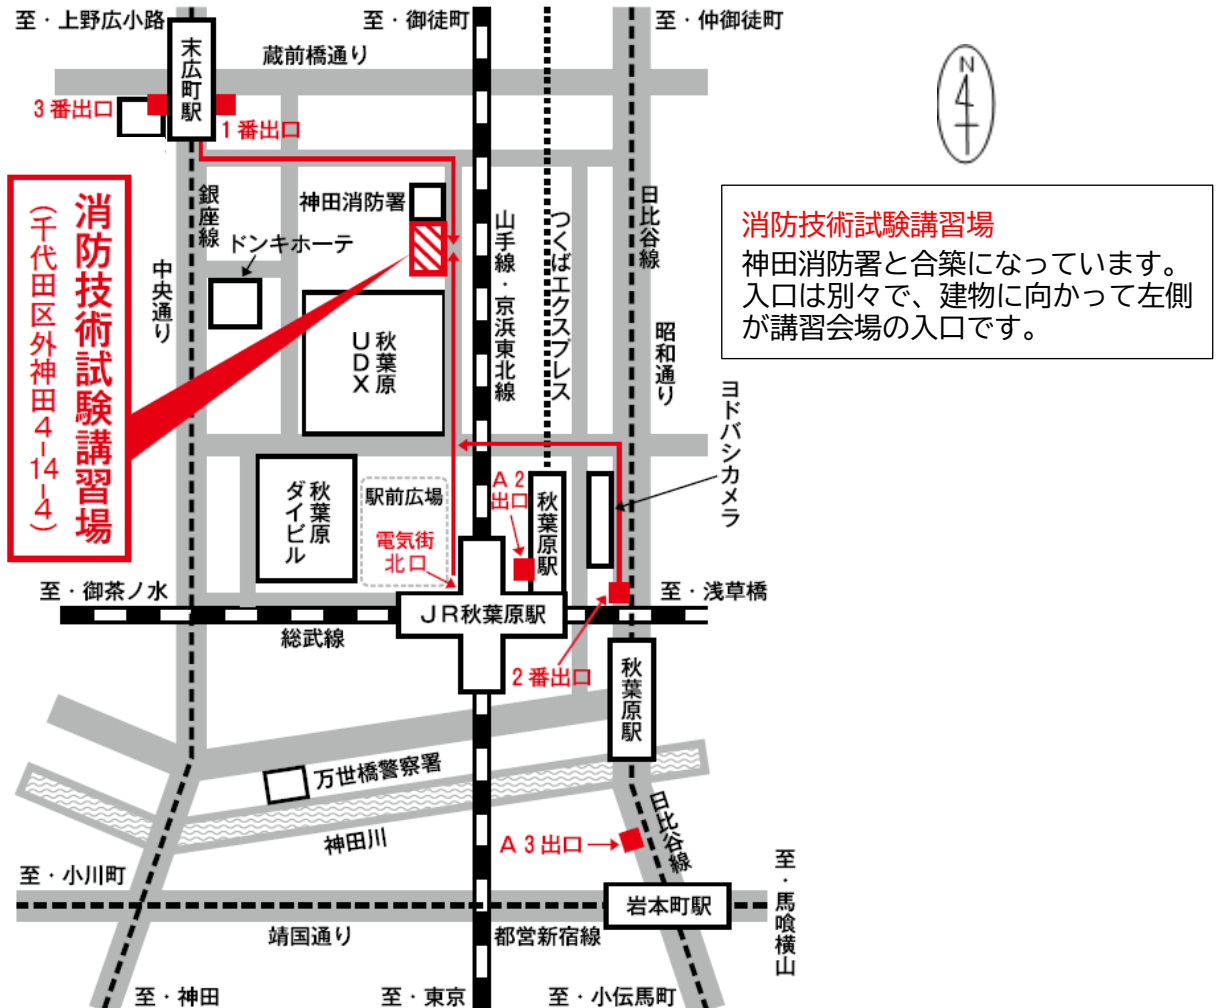 至・上野広小路
至・御徒町
至・仲御徒町
末広町駅
蔵前橋通り
N
3番出口
1番出口
消防技術試験講習場
(千代田区外神田4-14-4)
銀座線
神田消防署
ドンキホーテ
中央通り
山手線・京浜東北線
つくばエクスプレス
日比谷線
昭和通り
消防技術試験講習場
神田消防署と合築になっています。
入口は別々で、建物に向かって左側
が講習会場の入口です。
秋葉原
UDX
ヨドバシカメラ
秋葉原
ダイビル
駅前広場
電気街
北口
A2
出口
秋葉原駅
至・御茶ノ水
至・浅草橋
JR秋葉原駅
総武線
2番出口
秋葉原駅
万世橋警察署
神田川
A3出口
日比谷線
至・小川町
岩本町駅
至・馬喰横山
靖国通り
都営新宿線
至・神田
至・東京
至・小伝馬町